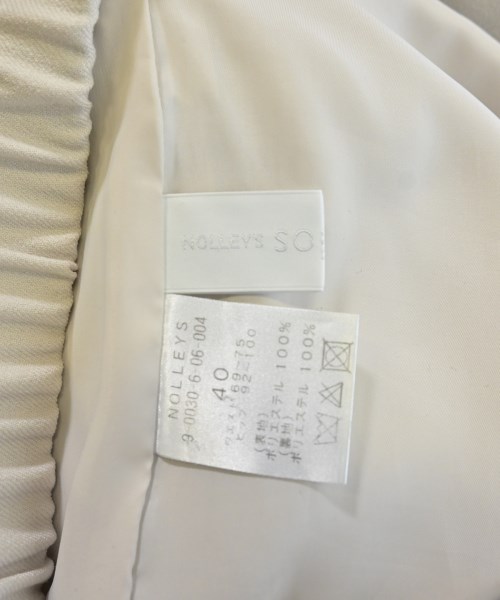 NOLLEYS
9-0030-6-06-004
40
ウエスト 69-75
ヒップ 92-100
(表地)
ポリエステル 100%
(裏地)
ポリエステル 100%